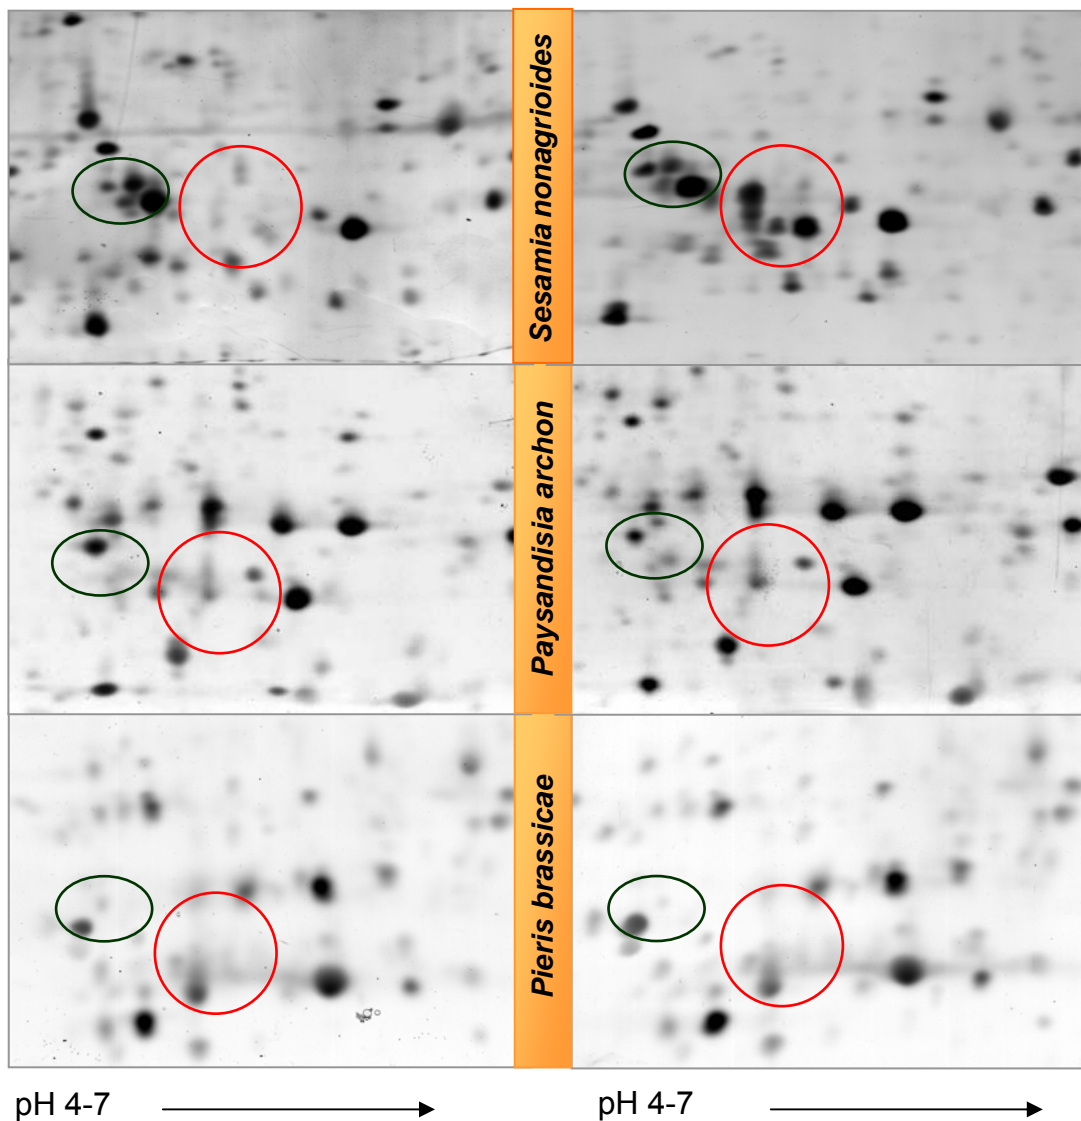 Sesamia nonagrioides
Paysandisia archon
Pieris brassicae
pH 4-7
pH 4-7